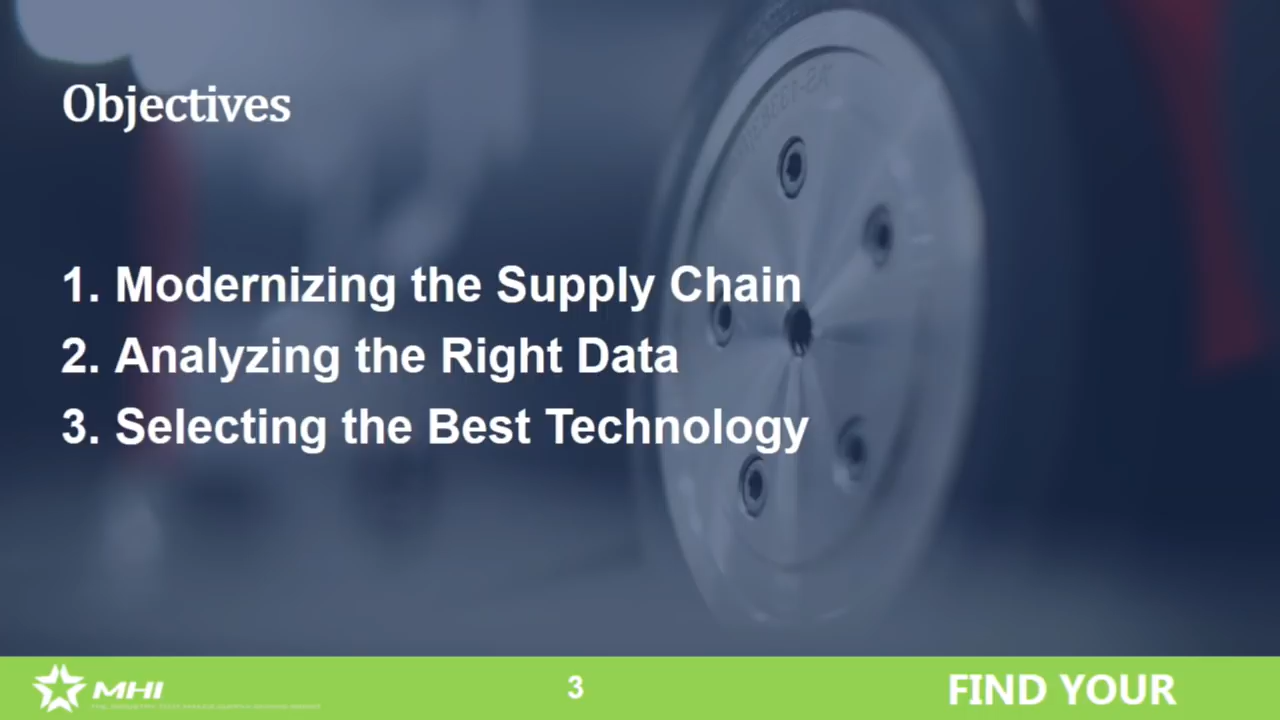 Objectives
1. Modernizing the Supply Chain
2. Analyzing the Right Data
3. Selecting the Best Technology
MHI
3
FIND YOUR